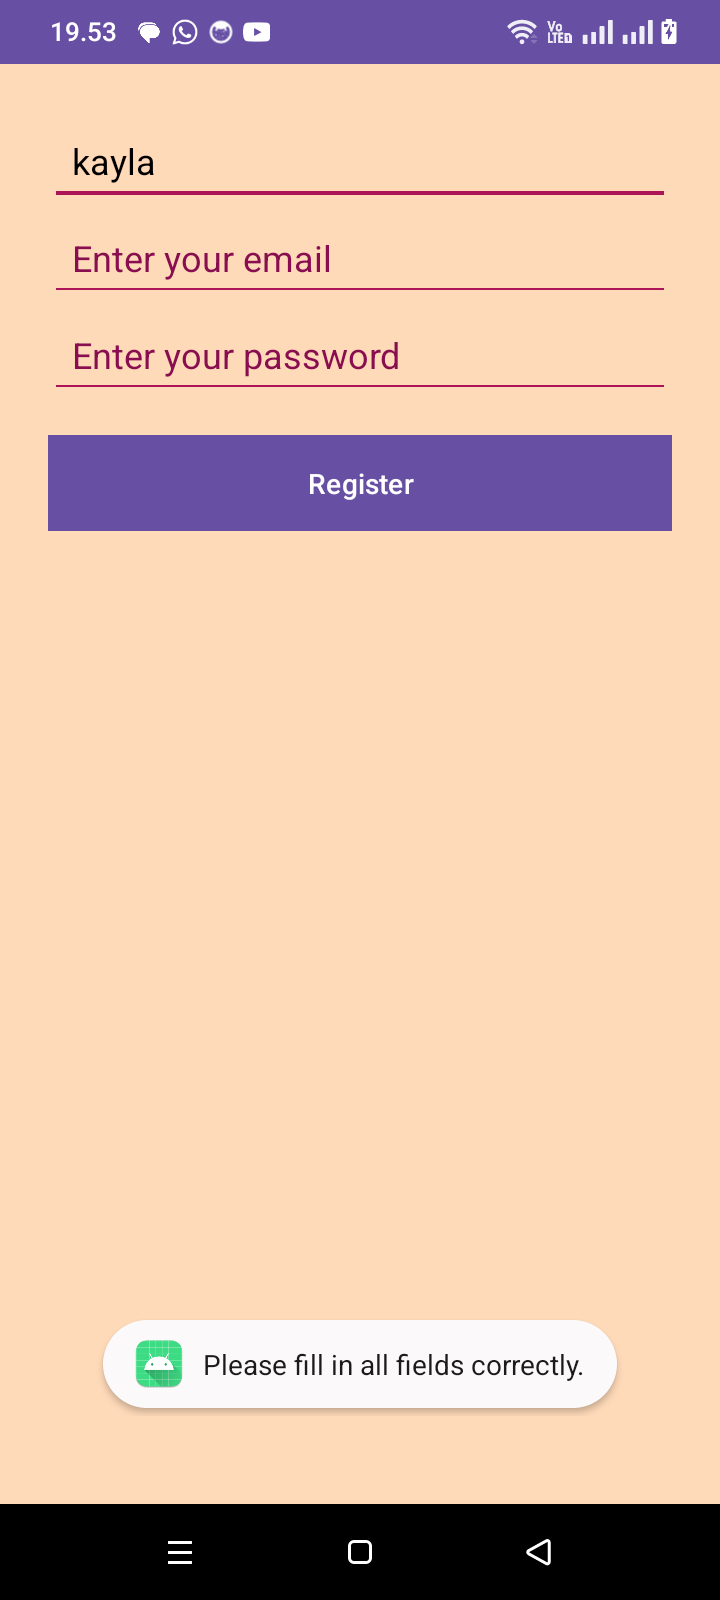 19.53
Vo
LTE
kayla
Enter your email
Enter your password
Register
Please fill in all fields correctly.